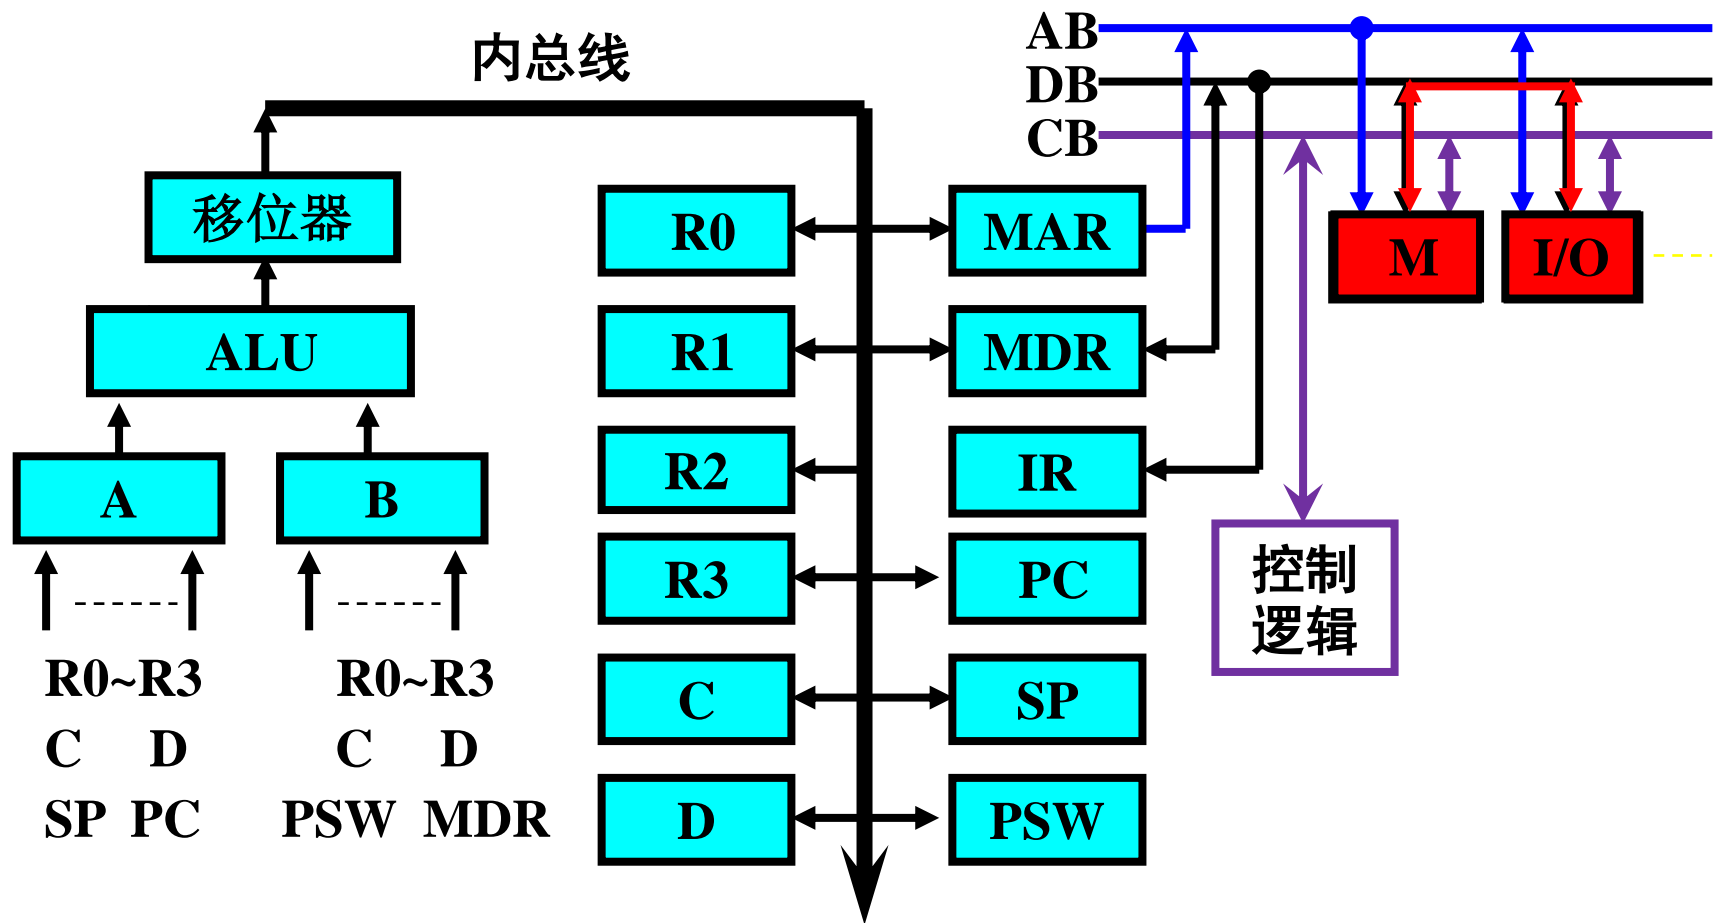 内总线
AB
DB
CB
移位器
ALU
A
B
R0~R3
R0~R3
C D
C D
SP PC
PSW MDR
R0
MAR
R1
MDR
R2
IR
R3
PC
C
SP
D
PSW
M
I/O
控制
逻辑